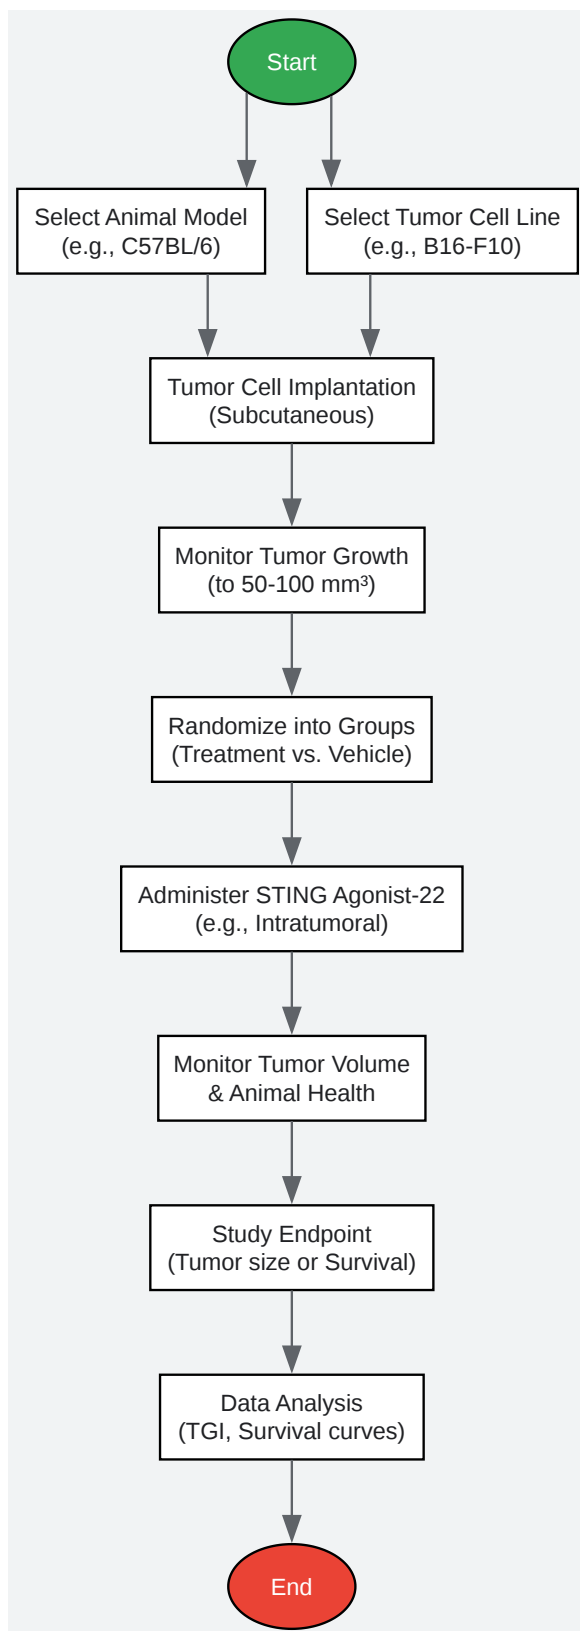 Start
Select Animal Model
(e.g., C57BL/6)
Select Tumor Cell Line
(e.g., B16-F10)
Tumor Cell Implantation
(Subcutaneous)
Monitor Tumor Growth
(to 50-100 mm³)
Randomize into Groups
(Treatment vs. Vehicle)
Administer STING Agonist-22
(e.g., Intratumoral)
Monitor Tumor Volume
& Animal Health
Study Endpoint
(Tumor size or Survival)
Data Analysis
(TGI, Survival curves)
End